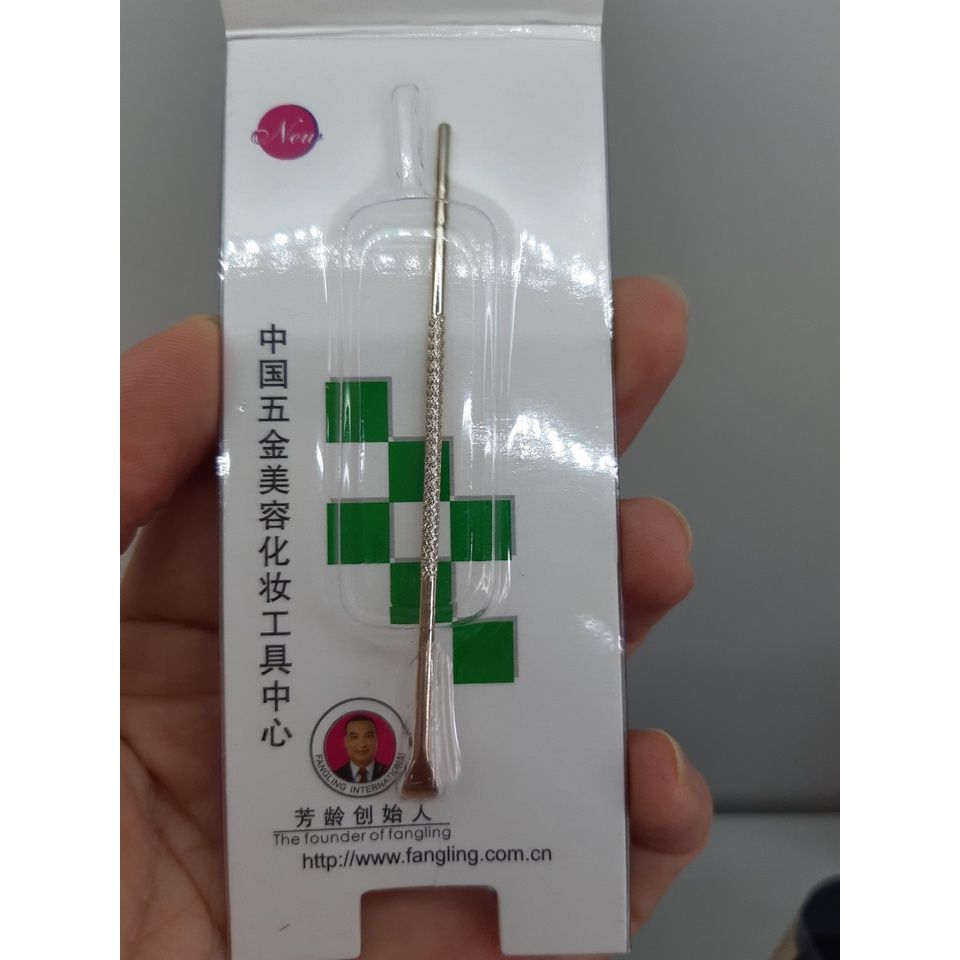 New
中国五金美容化妆工具中心
FANGLING INTERNATIONAL
芳龄创始人
The founder of fangling
http://www.fangling.com.cn